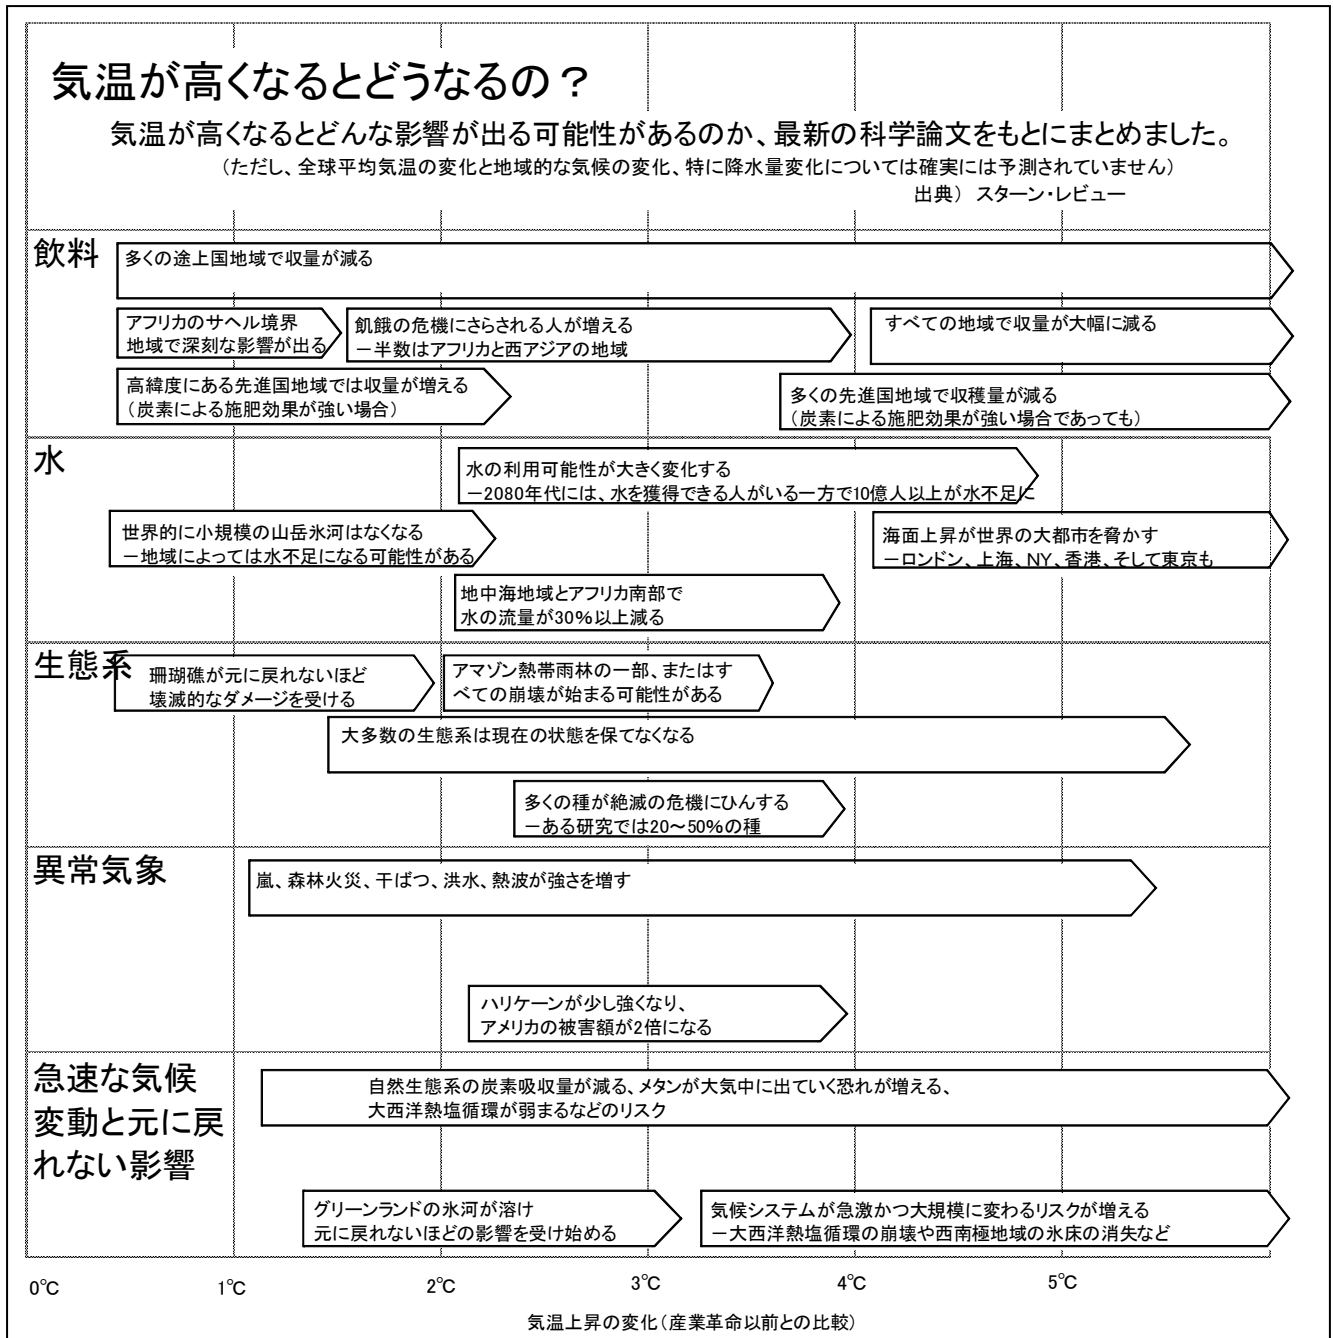 気温が高くなるとどうなるの？
気温が高くなるとどんな影響が出る可能性があるのか、最新の科学論文をもとにまとめました。
（ただし、全球平均気温の変化と地域的な気候の変化、特に降水量変化については確実には予測されていません）
出典） スターン・レビュー
飲料
多くの途上国地域で収量が減る
アフリカのサヘル境界
地域で深刻な影響が出る
飢餓の危機にさらされる人が増える
－半数はアフリカと西アジアの地域
すべての地域で収量が大幅に減る
高緯度にある先進国地域では収量が増える
（炭素による施肥効果が強い場合）
多くの先進国地域で収穫量が減る
（炭素による施肥効果が強い場合であっても）
水
水の利用可能性が大きく変化する
－2080年代には、水を獲得できる人がいる一方で10億人以上が水不足に
世界的に小規模の山岳氷河はなくなる
－地域によっては水不足になる可能性がある
海面上昇が世界の大都市を脅かす
－ロンドン、上海、NY、香港、そして東京も
地中海地域とアフリカ南部で
水の流量が30％以上減る
生態系
珊瑚礁が元に戻れないほど
壊滅的なダメージを受ける
アマゾン熱帯雨林の一部、またはす
べての崩壊が始まる可能性がある
大多数の生態系は現在の状態を保てなくなる
多くの種が絶滅の危機にひんする
－ある研究では20～50％の種
異常気象
嵐、森林火災、干ばつ、洪水、熱波が強さを増す
ハリケーンが少し強くなり、
アメリカの被害額が2倍になる
急速な気候
変動と元に戻
れない影響
自然生態系の炭素吸収量が減る、メタンが大気中に出ていく恐れが増える、
大西洋熱塩循環が弱まるなどのリスク
グリーンランドの氷河が溶け
元に戻れないほどの影響を受け始める
気候システムが急激かつ大規模に変わるリスクが増える
－大西洋熱塩循環の崩壊や西南極地域の氷床の消失など
0℃ 1℃ 2℃ 3℃ 4℃ 5℃
気温上昇の変化（産業革命以前との比較）